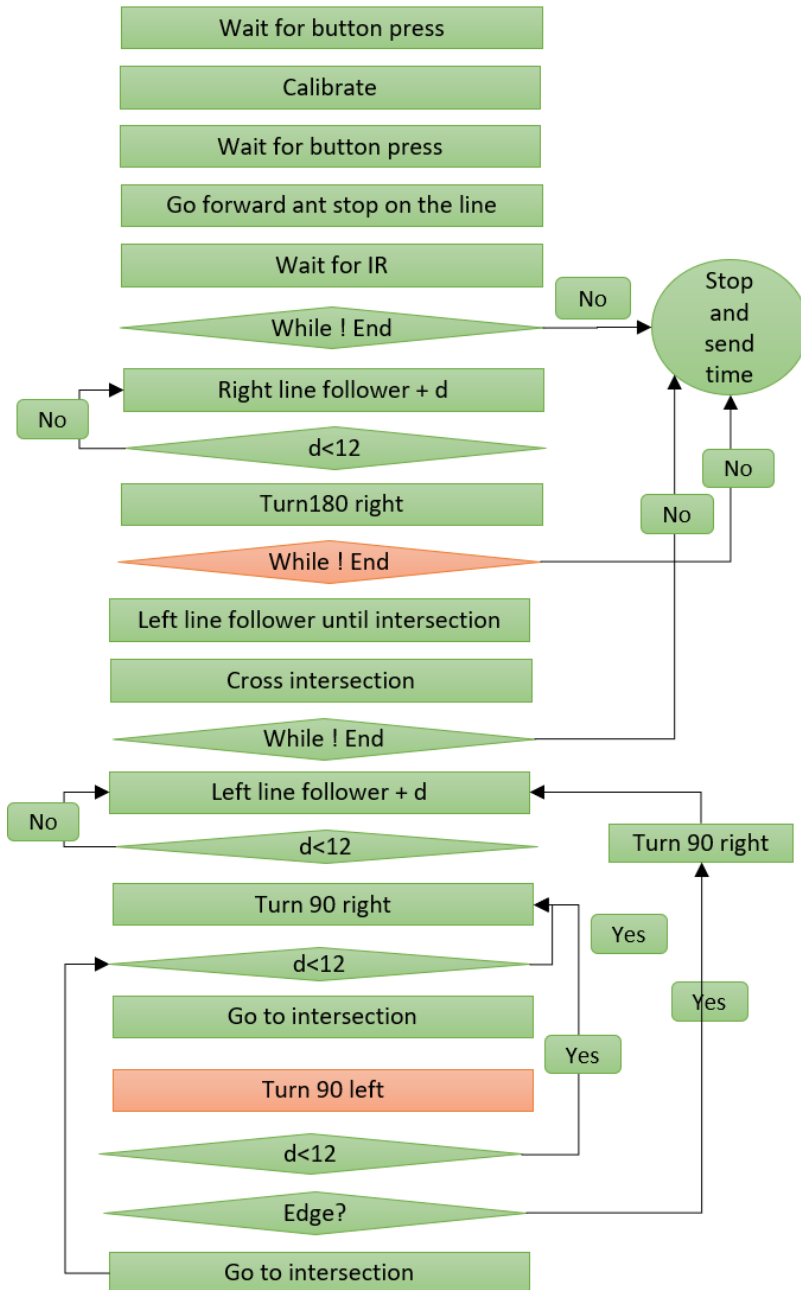 Wait for button press
Calibrate
Wait for button press
Go forward ant stop on the line
Wait for IR
No
Stop
and
send
time
While ! End
Right line follower + d
No
d<12
No
Turn180 right
No
While ! End
Left line follower until intersection
Cross intersection
While ! End
Left line follower + d
No
Turn 90 right
d<12
Turn 90 right
Yes
d<12
Yes
Go to intersection
Yes
Turn 90 left
d<12
Edge?
Go to intersection